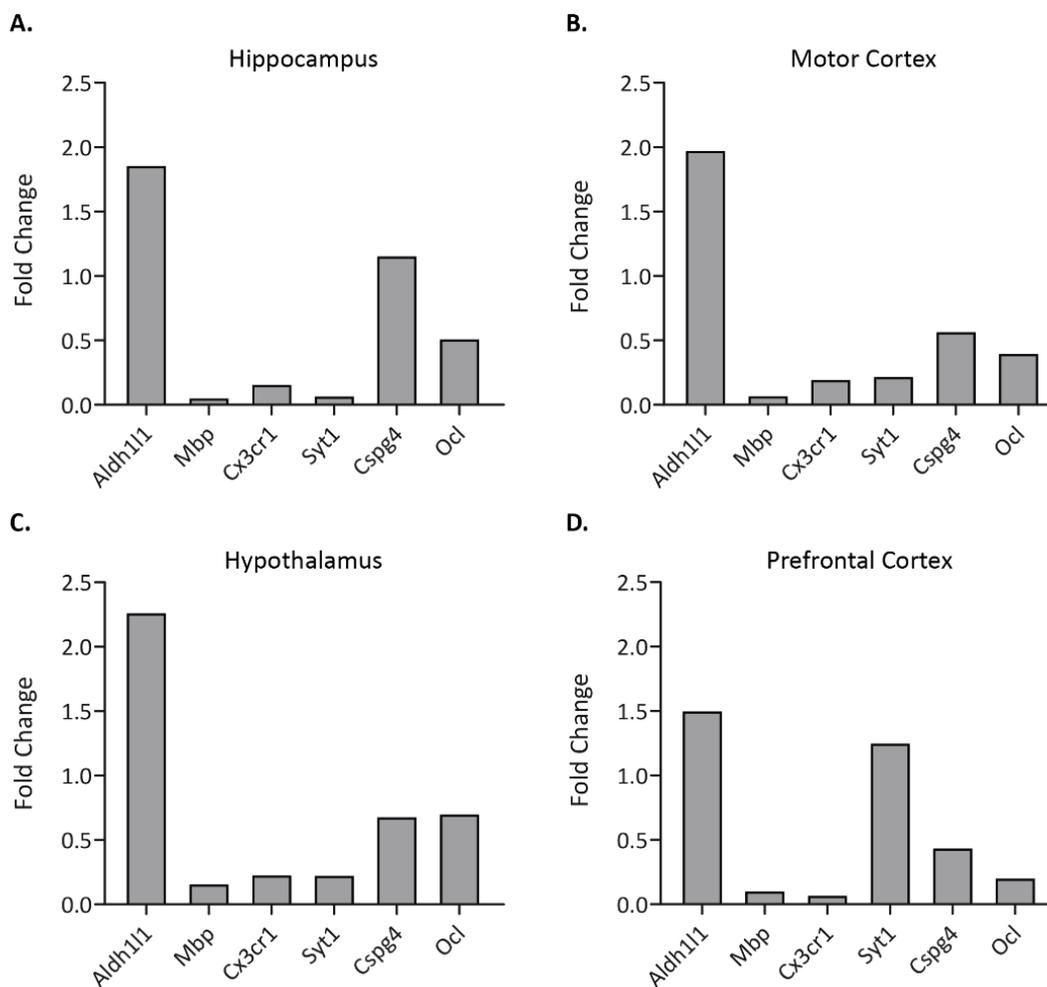 A.
Hippocampus
Fold Change
2.5
2.0
1.5
1.0
0.5
0.0
Aldh1l1
Mbp
Cx3cr1
Syt1
Cspg4
Ocl
B.
Motor Cortex
Fold Change
2.5
2.0
1.5
1.0
0.5
0.0
Aldh1l1
Mbp
Cx3cr1
Syt1
Cspg4
Ocl
C.
Hypothalamus
Fold Change
2.5
2.0
1.5
1.0
0.5
0.0
Aldh1l1
Mbp
Cx3cr1
Syt1
Cspg4
Ocl
D.
Prefrontal Cortex
Fold Change
2.5
2.0
1.5
1.0
0.5
0.0
Aldh1l1
Mbp
Cx3cr1
Syt1
Cspg4
Ocl